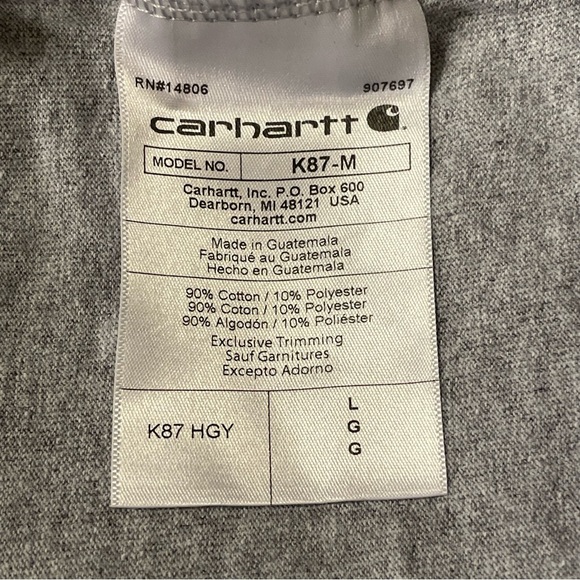 RN#14806 907697
carhartt
MODEL NO. K87-M
Carhartt, Inc. P.O. Box 600
Dearborn, MI 48121 USA
carhartt.com
Made in Guatemala
Fabriqué au Guatemala
Hecho en Guatemala
90% Cotton / 10% Polyester
90% Coton / 10% Polyester
90% Algodón / 10% Poliéster
Exclusive Trimming
Sauf Garnitures
Excepto Adorno
K87 HGY
L
G
G